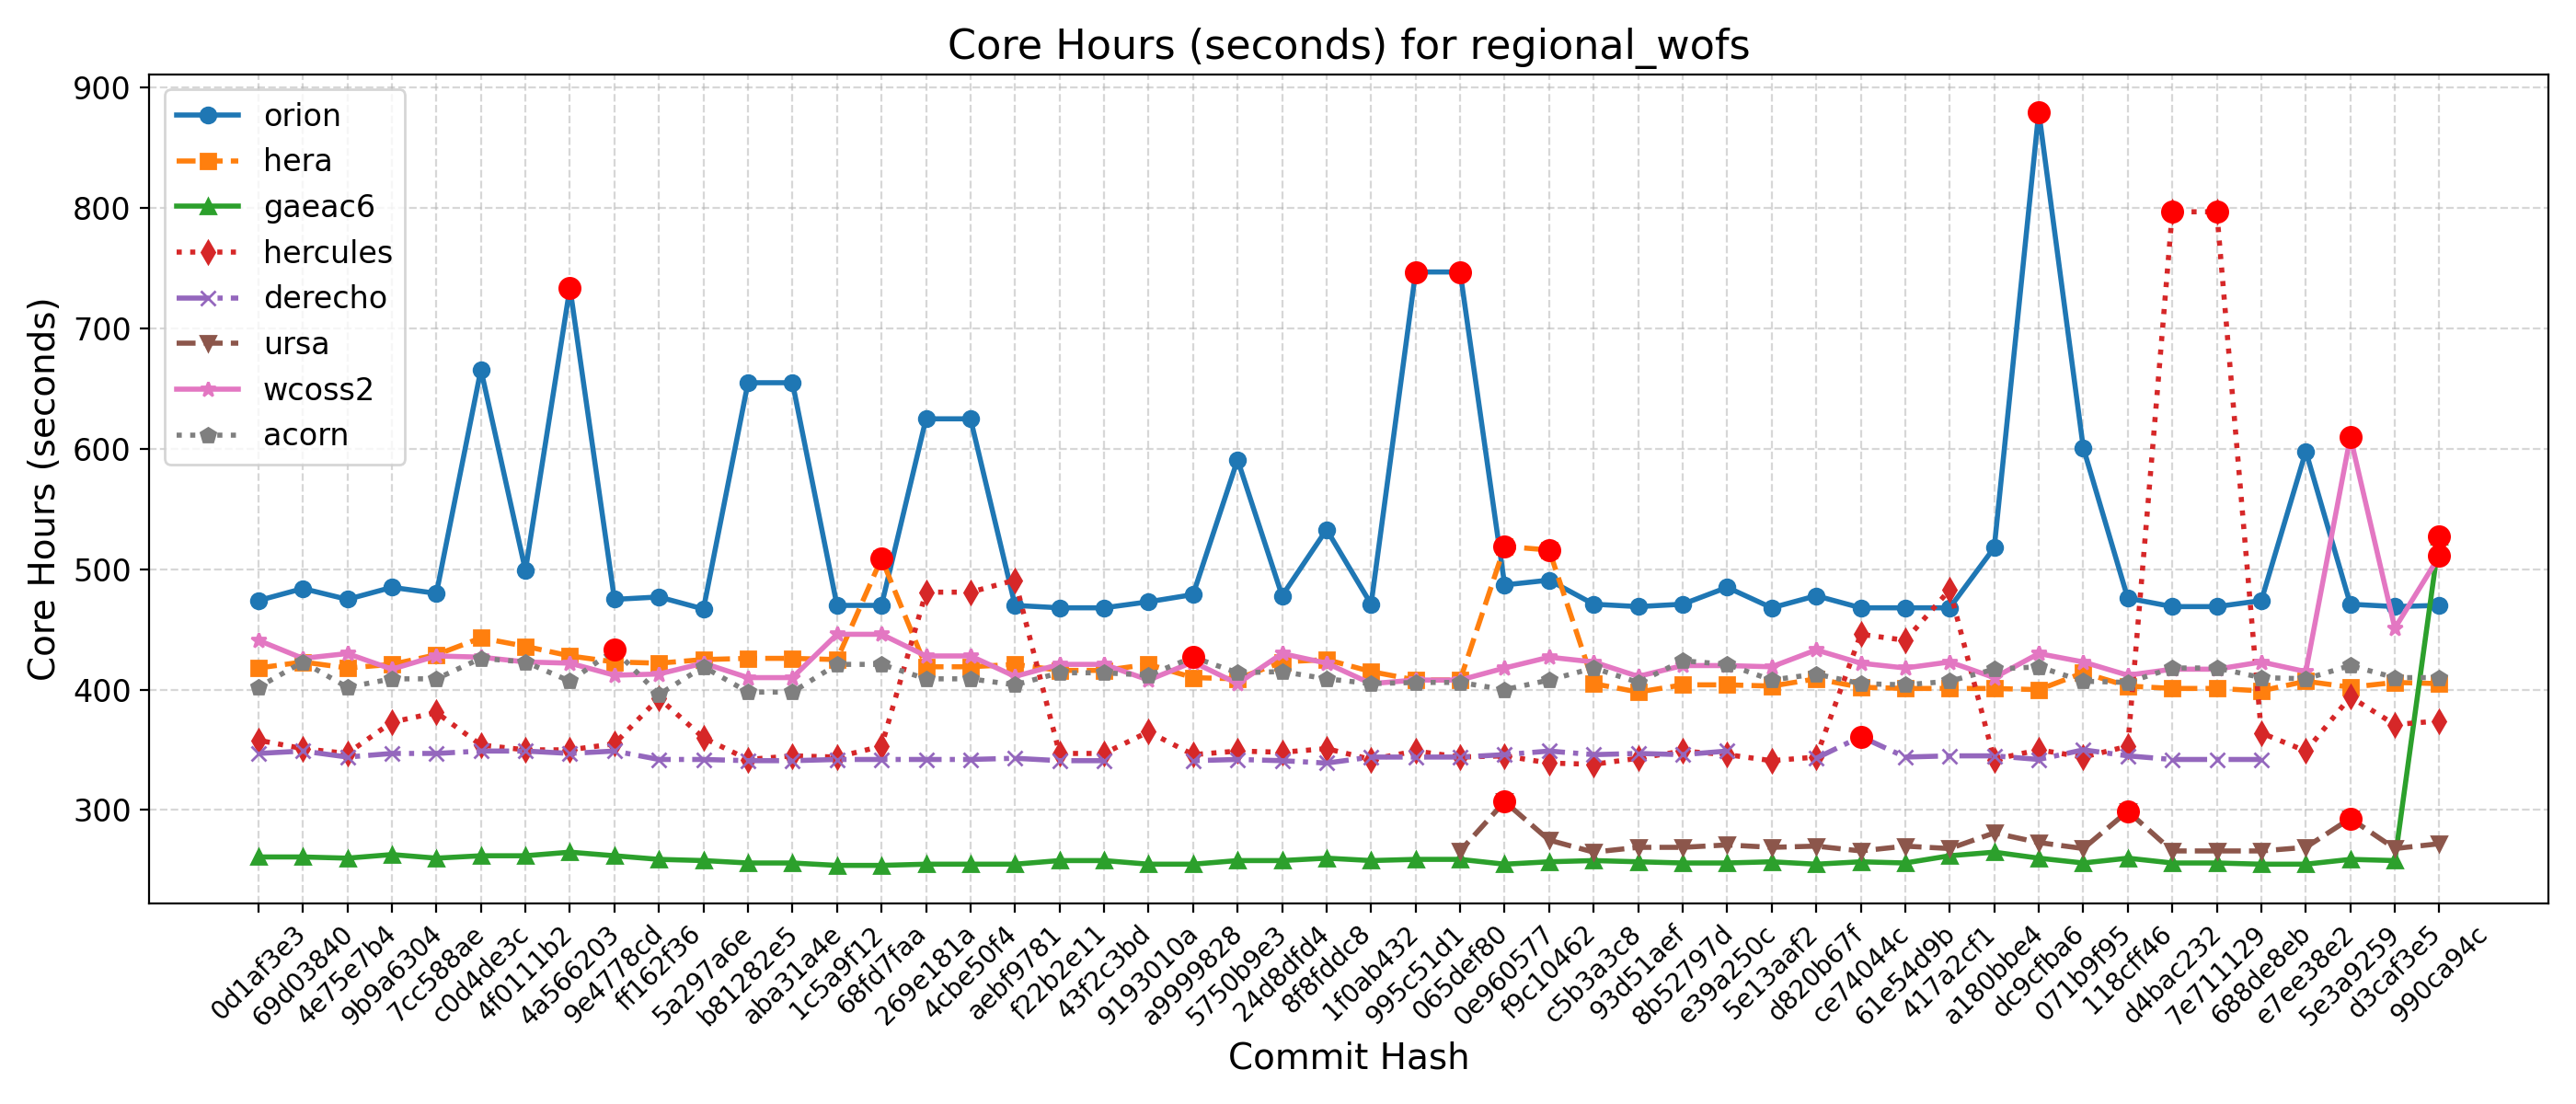 Core Hours (seconds) for regional_wofs
Core Hours (seconds)
900
800
700
600
500
400
300
orion
hera
gaeac6
hercules
derecho
ursa
wcoss2
acorn
0d1af3e3
69d03840
4e75e7b4
9b9a6304
7cc588ae
c0d4de3c
4f0111b2
4a566203
9e4778cd
ff162f36
5a297a6e
b81282e5
aba31a4e
1c5a9f12
68fd7faa
269e181a
4cbe50f4
aebf9781
f22b2e11
43f2c3bd
9193010a
a9999828
5750b9e3
24d8dfd4
8f8fddc8
1f0ab432
995c51d1
065def80
0e960577
f9c10462
c5b3a3c8
93d51aef
8b52797d
e39a250c
5e13aaf2
d820b67f
ce74044c
61e54d9b
417a2cf1
a180bbe4
dc9cfba6
071b9f95
118cff46
d4bac232
7e711129
688de8eb
e7ee38e2
5e3a9259
d3caf3e5
990ca94c
Commit Hash